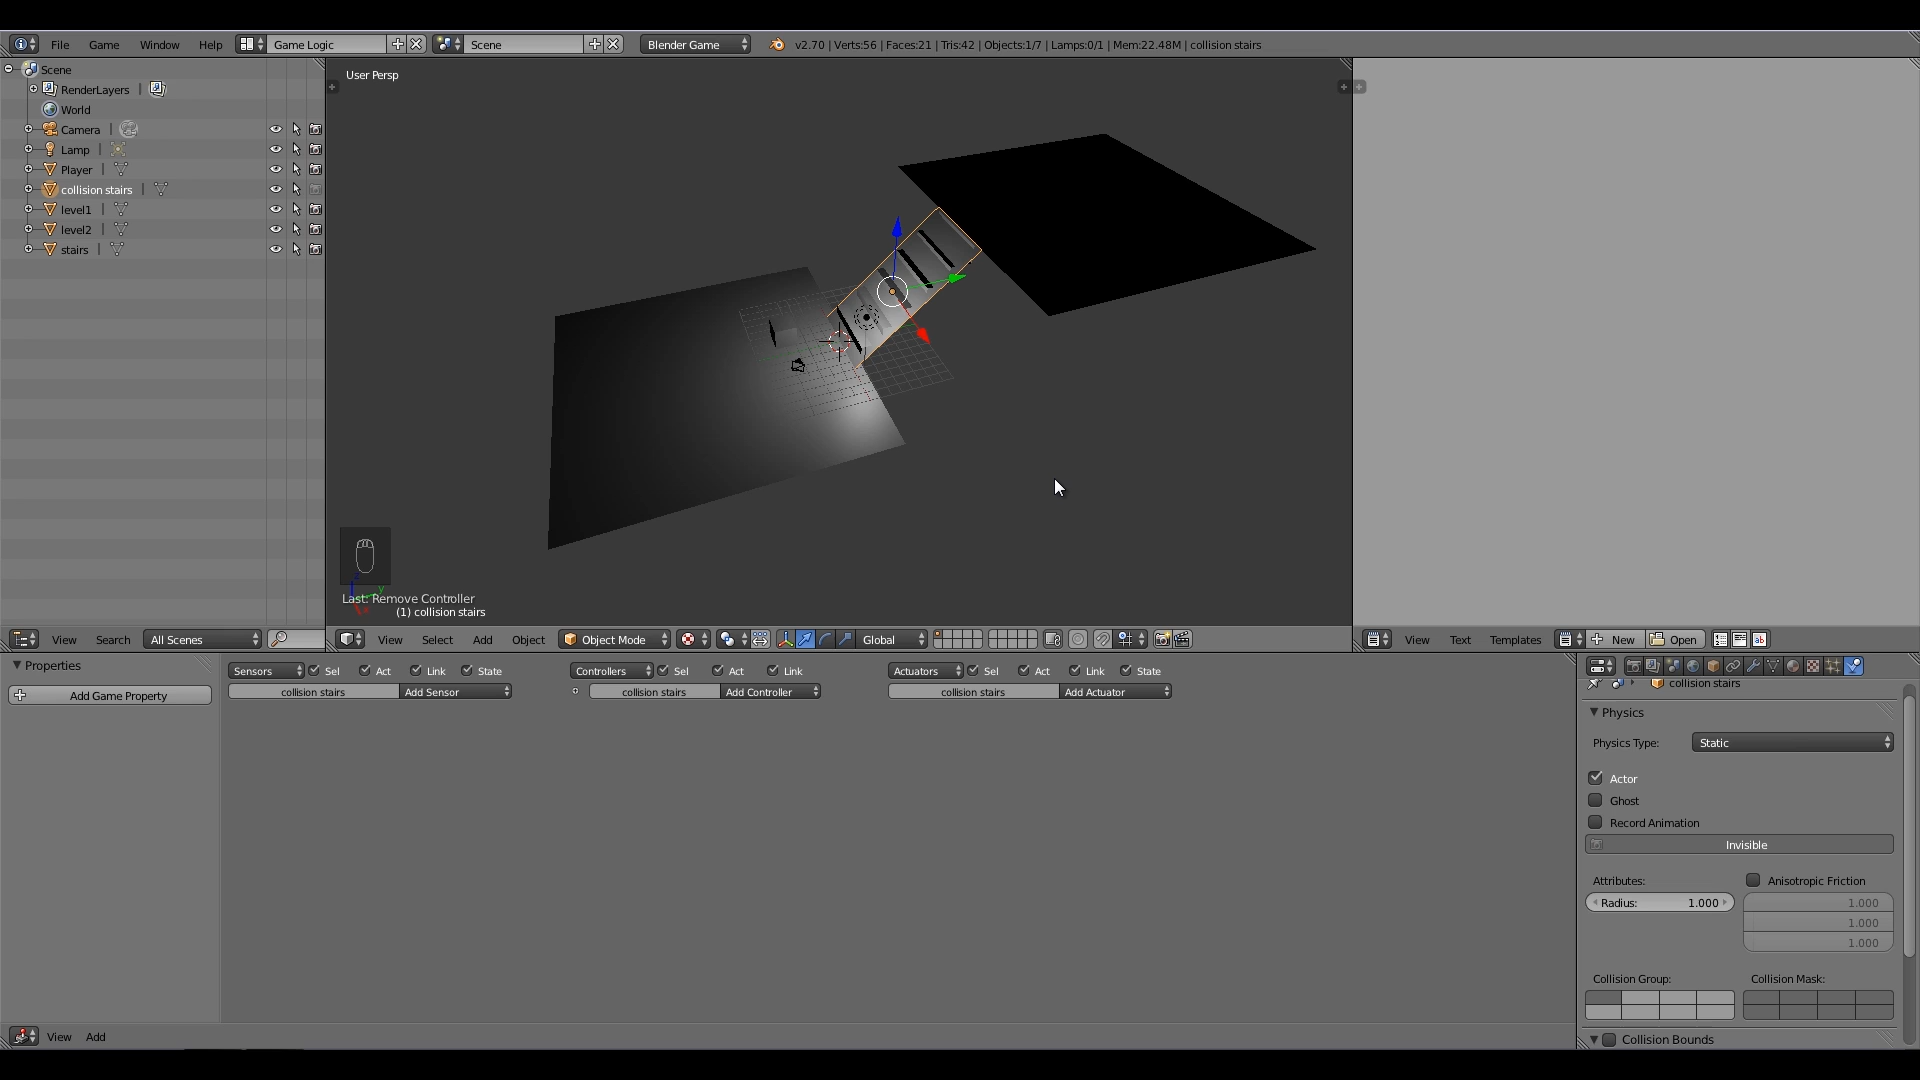 File Game Window Help Game Logic Scene Blender Game v2.70 | Verts:56 | Faces:21 | Tris:42 | Objects:1/7 | Lamps:0/1 | Mem:22.48M | collision stairs
Scene
RenderLayers
World
Camera
Lamp
Player
collision stairs
level1
level2
stairs
User Persp
Last: Remove Controller
(1) collision stairs
View Search All Scenes
View Select Add Object Object Mode Global
View Text Templates New Open
Properties
Add Game Property
Sensors Sel Act Link State
collision stairs Add Sensor
Controllers Sel Act Link
collision stairs Add Controller
Actuators Sel Act Link State
collision stairs Add Actuator
collision stairs
Physics
Physics Type: Static
Actor
Ghost
Record Animation
Invisible
Attributes: Anisotropic Friction
Radius: 1.000 1.000
1.000
1.000
Collision Group: Collision Mask:
Collision Bounds
View Add